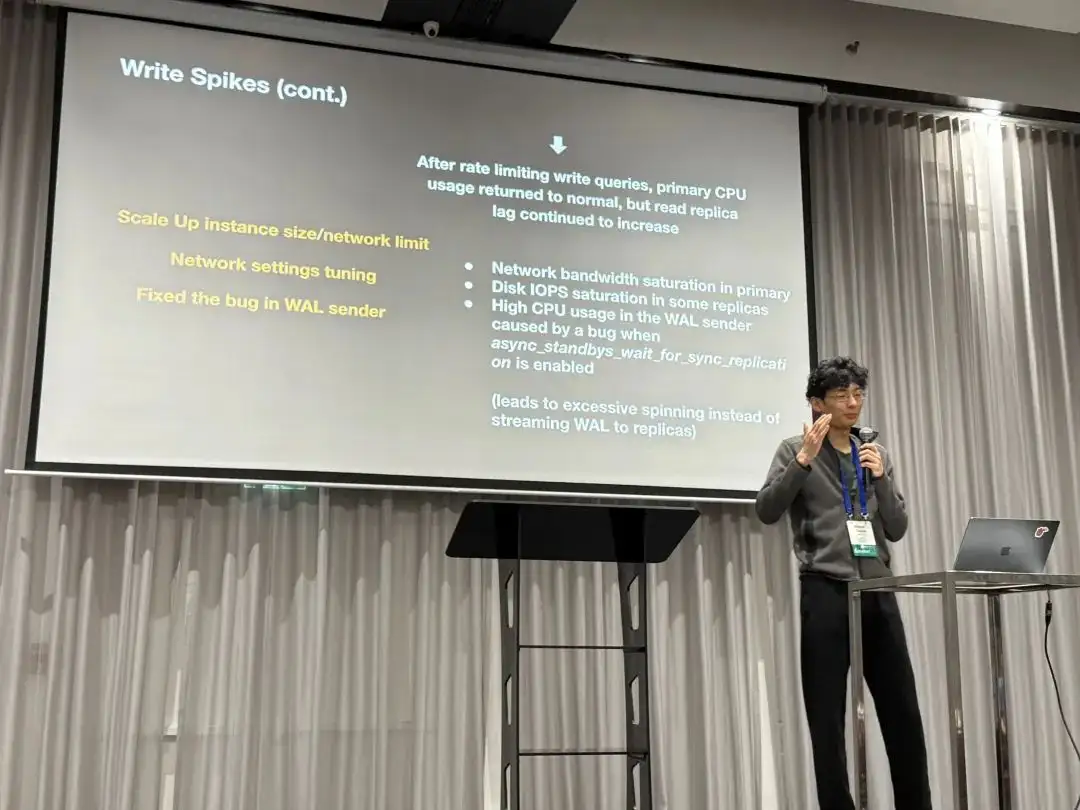 Write Spikes (cont.)
After rate limiting write queries, primary CPU
usage returned to normal, but read replica
lag continued to increase
Scale Up instance size/network limit
Network settings tuning
Fixed the bug in WAL sender
• Network bandwidth saturation in primary
• Disk IOPS saturation in some replicas
• High CPU usage in the WAL sender
caused by a bug when
async_standbys_wait_for_sync_replicati
on is enabled
(leads to excessive spinning instead of
streaming WAL to replicas)